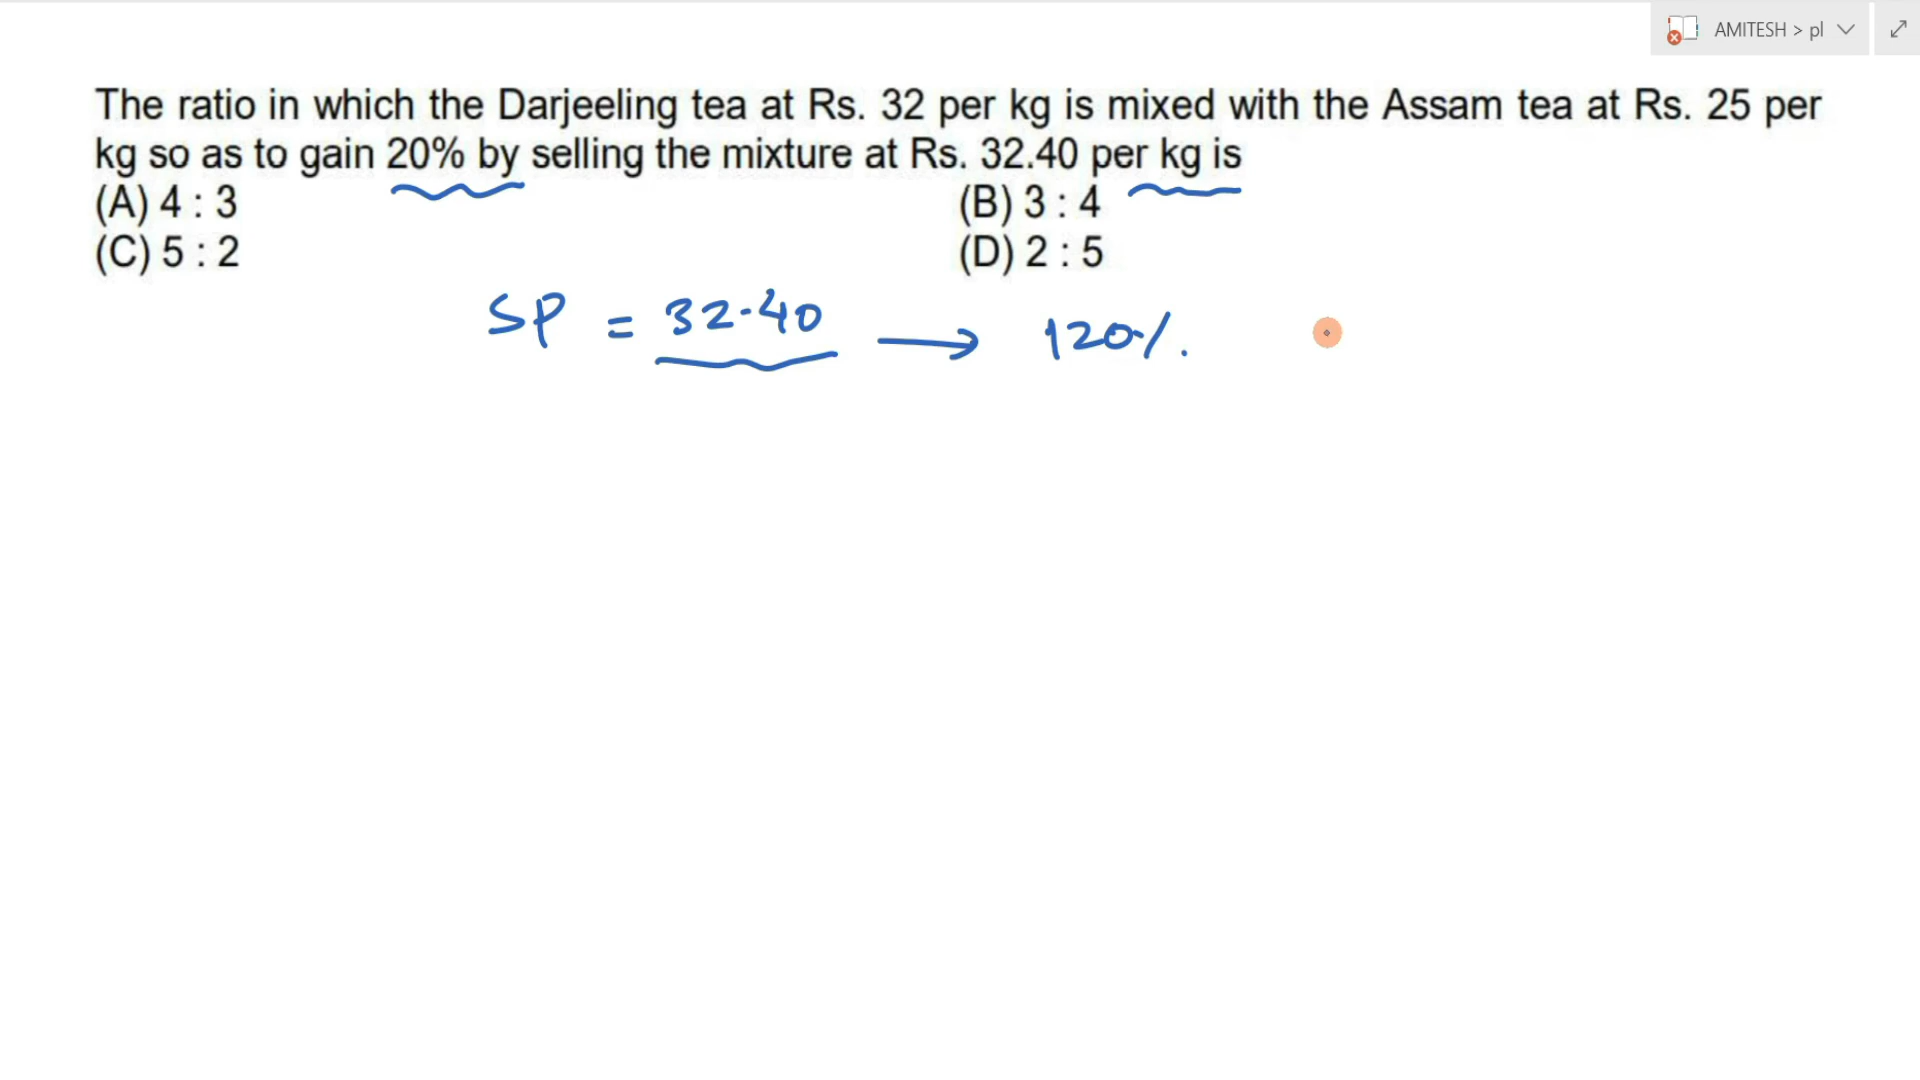 AMITESH > pl
The ratio in which the Darjeeling tea at Rs. 32 per kg is mixed with the Assam tea at Rs. 25 per
kg so as to gain 20% by selling the mixture at Rs. 32.40 per kg is
(A) 4 : 3 (B) 3 : 4
(C) 5 : 2 (D) 2 : 5
SP = 32.40 → 120%.